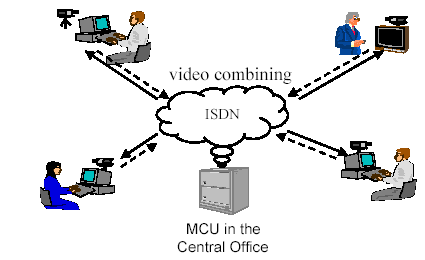 video combining
ISDN
MCU in the
Central Office